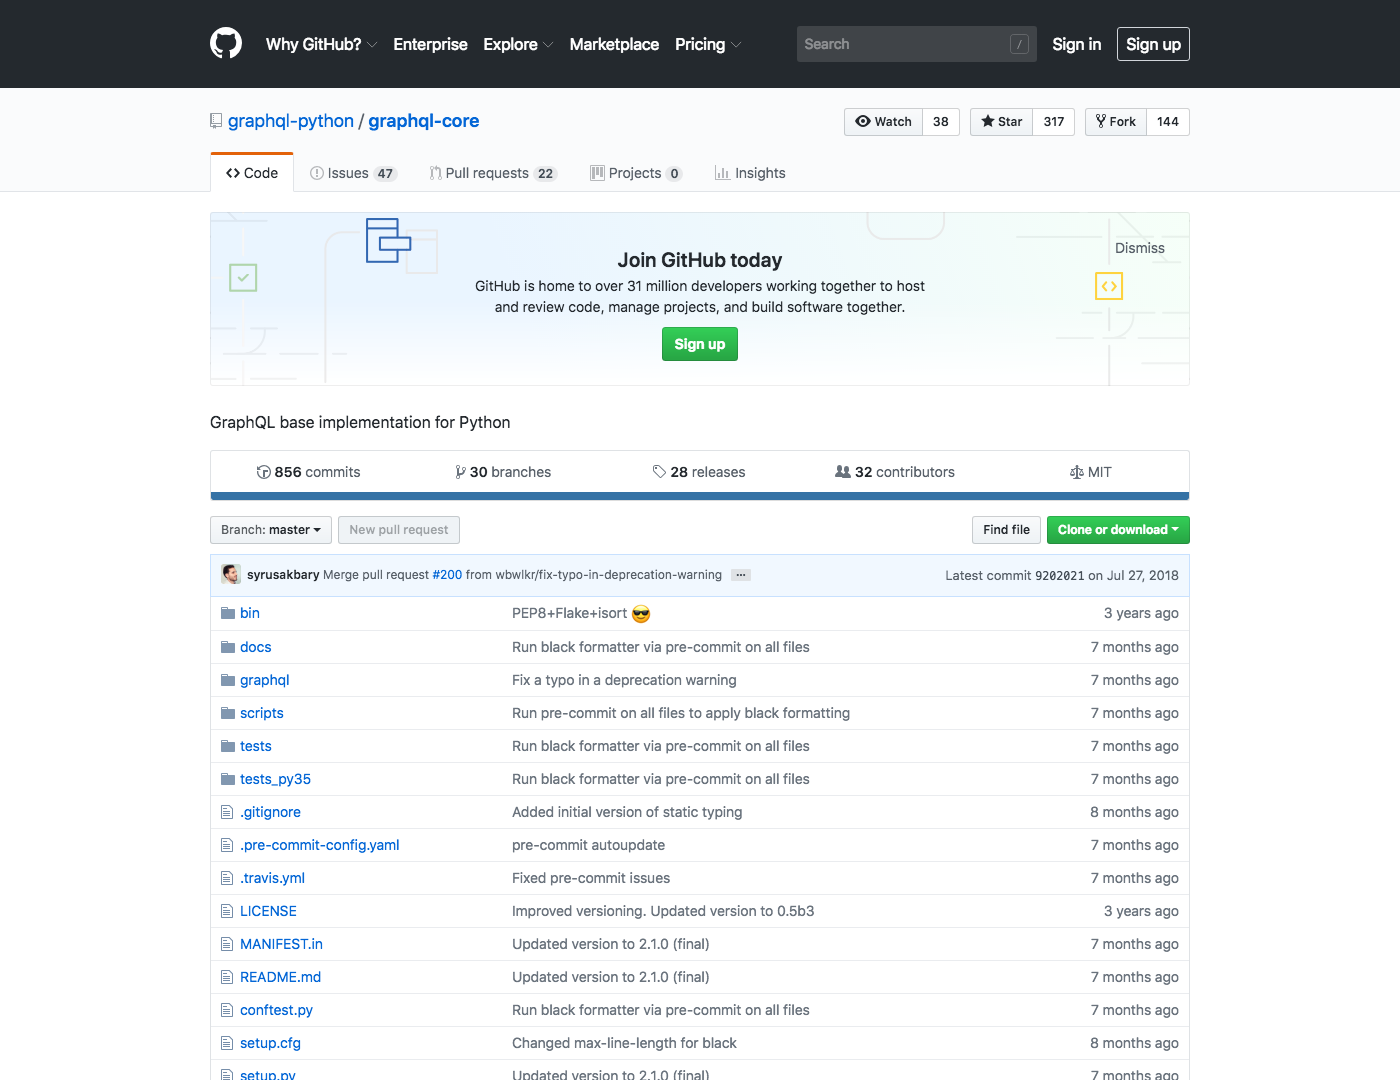 Why GitHub? Enterprise Explore Marketplace Pricing Search / Sign in Sign up
graphql-python / graphql-core Watch 38 Star 317 Fork 144
Code Issues 47 Pull requests 22 Projects 0 Insights
Dismiss
Join GitHub today
GitHub is home to over 31 million developers working together to host
and review code, manage projects, and build software together.
Sign up
GraphQL base implementation for Python
856 commits 30 branches 28 releases 32 contributors MIT
Branch: master New pull request Find file Clone or download
syrusakbary Merge pull request #200 from wbwlkr/fix-typo-in-deprecation-warning ... Latest commit 9202021 on Jul 27, 2018
bin PEP8+Flake+isort 😎 3 years ago
docs Run black formatter via pre-commit on all files 7 months ago
graphql Fix a typo in a deprecation warning 7 months ago
scripts Run pre-commit on all files to apply black formatting 7 months ago
tests Run black formatter via pre-commit on all files 7 months ago
tests_py35 Run black formatter via pre-commit on all files 7 months ago
.gitignore Added initial version of static typing 8 months ago
.pre-commit-config.yaml pre-commit autoupdate 7 months ago
.travis.yml Fixed pre-commit issues 7 months ago
LICENSE Improved versioning. Updated version to 0.5b3 3 years ago
MANIFEST.in Updated version to 2.1.0 (final) 7 months ago
README.md Updated version to 2.1.0 (final) 7 months ago
conftest.py Run black formatter via pre-commit on all files 7 months ago
setup.cfg Changed max-line-length for black 8 months ago
setup.py Updated version to 2.1.0 (final) 7 months ago